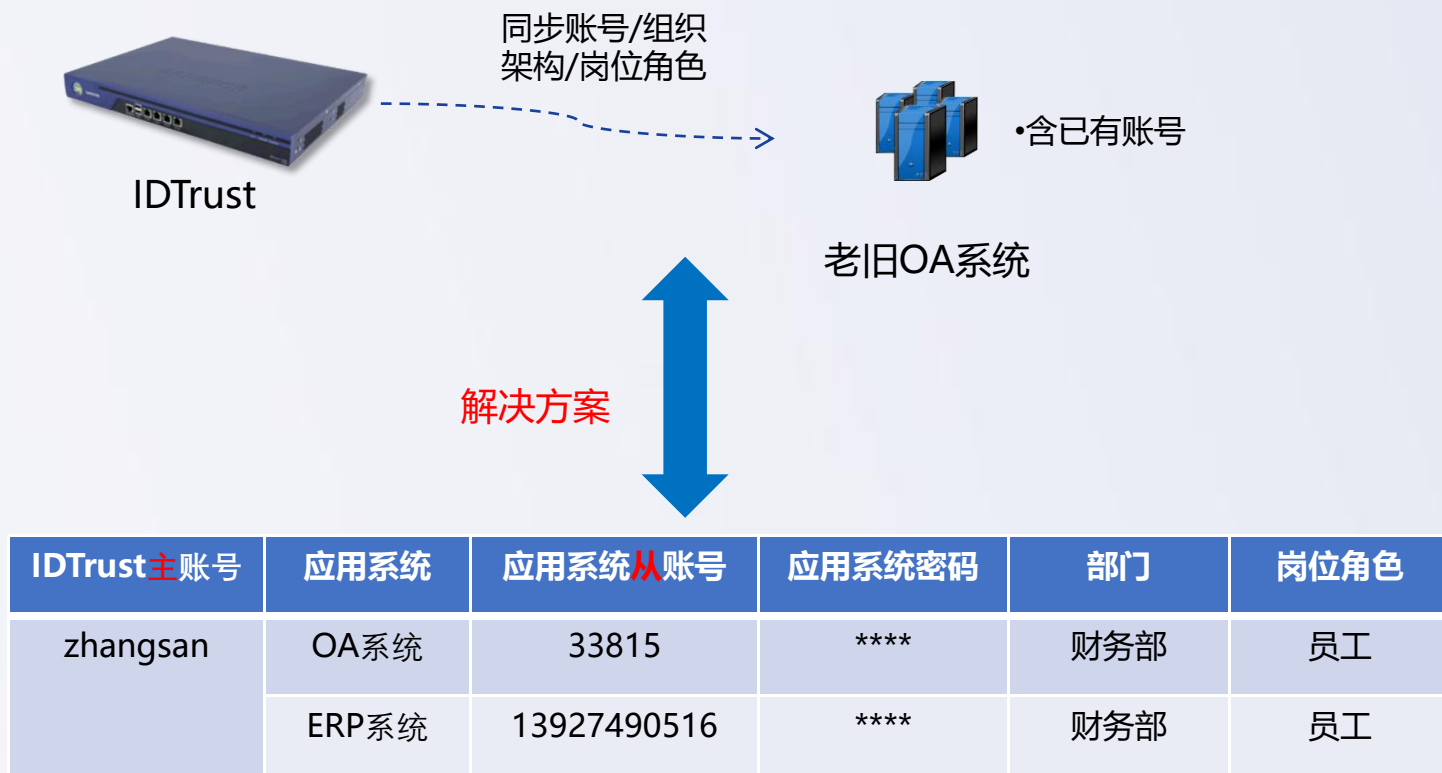 同步账号/组织
架构/岗位角色
•含已有账号
IDTrust
老旧OA系统
解决方案
IDTrust主账号 应用系统 应用系统从账号 应用系统密码 部门 岗位角色
zhangsan OA系统 33815 **** 财务部 员工
ERP系统 13927490516 **** 财务部 员工